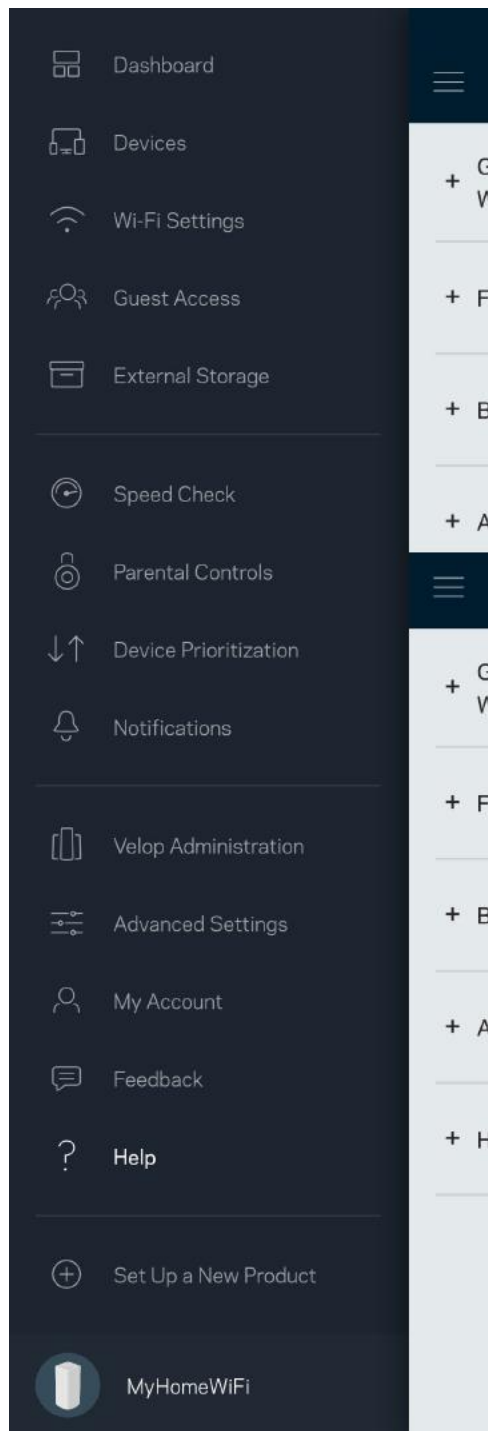 Dashboard
Devices
Wi-Fi Settings
Guest Access
External Storage
Speed Check
Parental Controls
Device Prioritization
Notifications
Velop Administration
Advanced Settings
My Account
Feedback
Help
Set Up a New Product
MyHomeWiFi
+ G
W
+ F
+ B
+ A
+ G
W
+ F
+ B
+ A
+ H